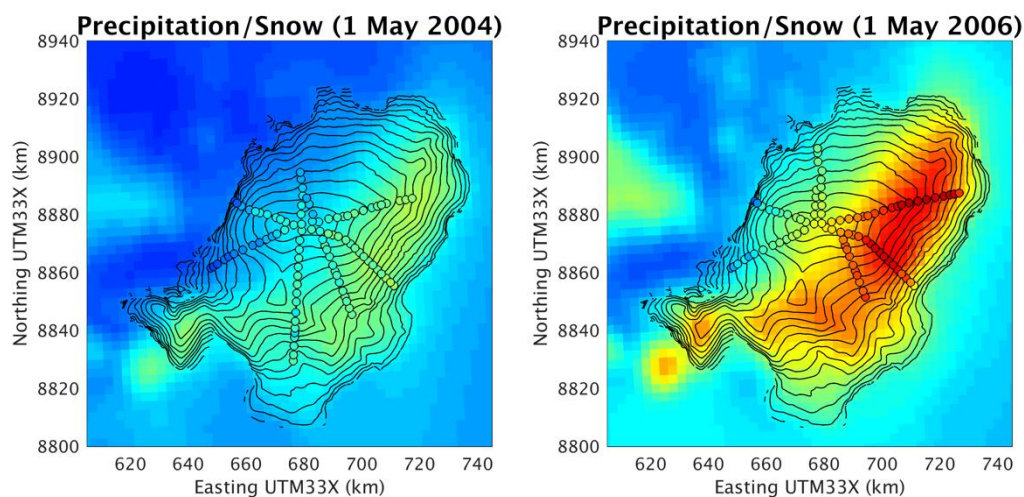 Precipitation/Snow (1 May 2004)
8940
8920
8900
8880
8860
8840
8820
8800
Northing UTM33X (km)
620 640 660 680 700 720 740
Easting UTM33X (km)
Precipitation/Snow (1 May 2006)
8940
8920
8900
8880
8860
8840
8820
8800
Northing UTM33X (km)
620 640 660 680 700 720 740
Easting UTM33X (km)